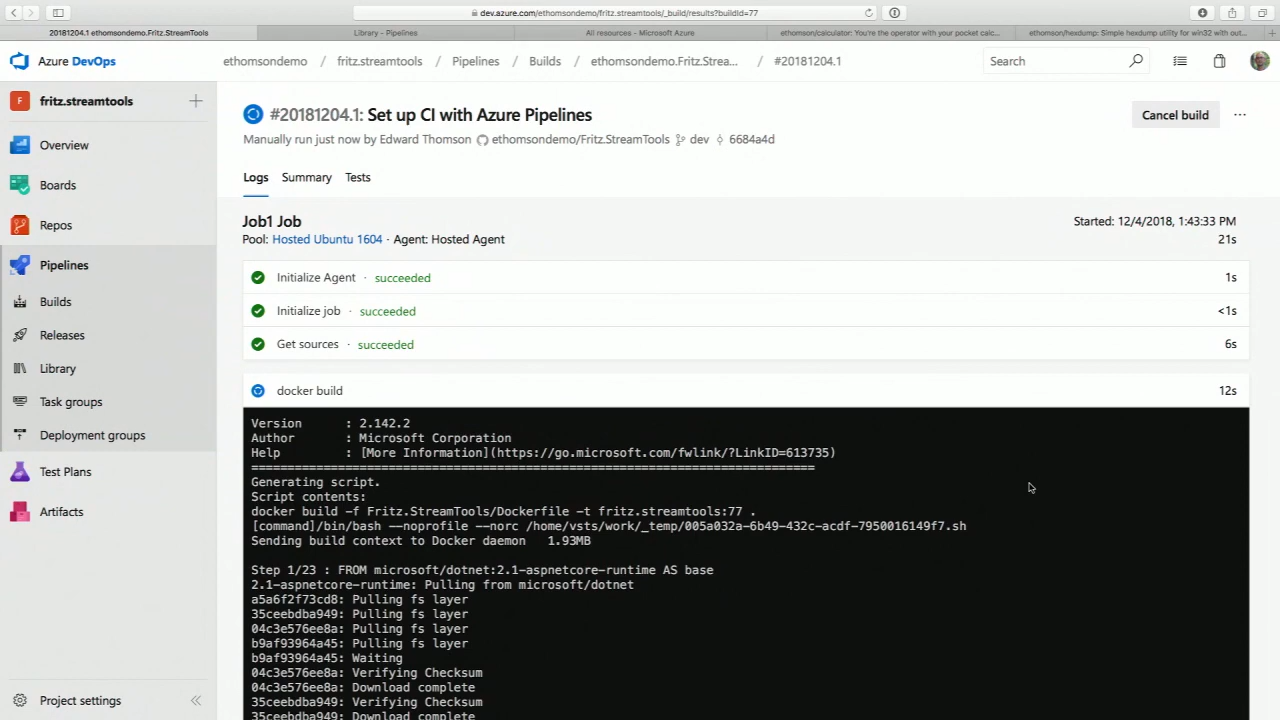 dev.azure.com/ethomsondemo/fritz.streamtools/_build/results?buildId=77
20181204.1 ethomsondemo.Fritz.StreamTools
Library - Pipelines
All resources - Microsoft Azure
ethomson/calculator: You're the operator with your pocket calc...
ethomson/hexdump: Simple hexdump utility for win32 with out...
Azure DevOps
ethomsondemo / fritz.streamtools / Pipelines / Builds / ethomsondemo.Fritz.Strea... / #20181204.1
Search
F fritz.streamtools
Overview
Boards
Repos
Pipelines
Builds
Releases
Library
Task groups
Deployment groups
Test Plans
Artifacts
Project settings
#20181204.1: Set up CI with Azure Pipelines
Cancel build
Manually run just now by Edward Thomson ethomsondemo/Fritz.StreamTools dev 6684a4d
Logs Summary Tests
Job1 Job
Started: 12/4/2018, 1:43:33 PM
Pool: Hosted Ubuntu 1604 · Agent: Hosted Agent
21s
Initialize Agent · succeeded 1s
Initialize job · succeeded <1s
Get sources · succeeded 6s
docker build 12s
Version : 2.142.2
Author : Microsoft Corporation
Help : [More Information](https://go.microsoft.com/fwlink/?LinkID=613735)
==============================================================================
Generating script.
Script contents:
docker build -f Fritz.StreamTools/Dockerfile -t fritz.streamtools:77 .
[command]/bin/bash --noprofile --norc /home/vsts/work/_temp/005a032a-6b49-432c-acdf-7950016149f7.sh
Sending build context to Docker daemon 1.93MB
Step 1/23 : FROM microsoft/dotnet:2.1-aspnetcore-runtime AS base
2.1-aspnetcore-runtime: Pulling from microsoft/dotnet
a5a6f2f73cd8: Pulling fs layer
35ceebdba949: Pulling fs layer
04c3e576ee8a: Pulling fs layer
b9af93964a45: Pulling fs layer
b9af93964a45: Waiting
04c3e576ee8a: Verifying Checksum
04c3e576ee8a: Download complete
35ceebdba949: Verifying Checksum
35ceebdba949: Download complete